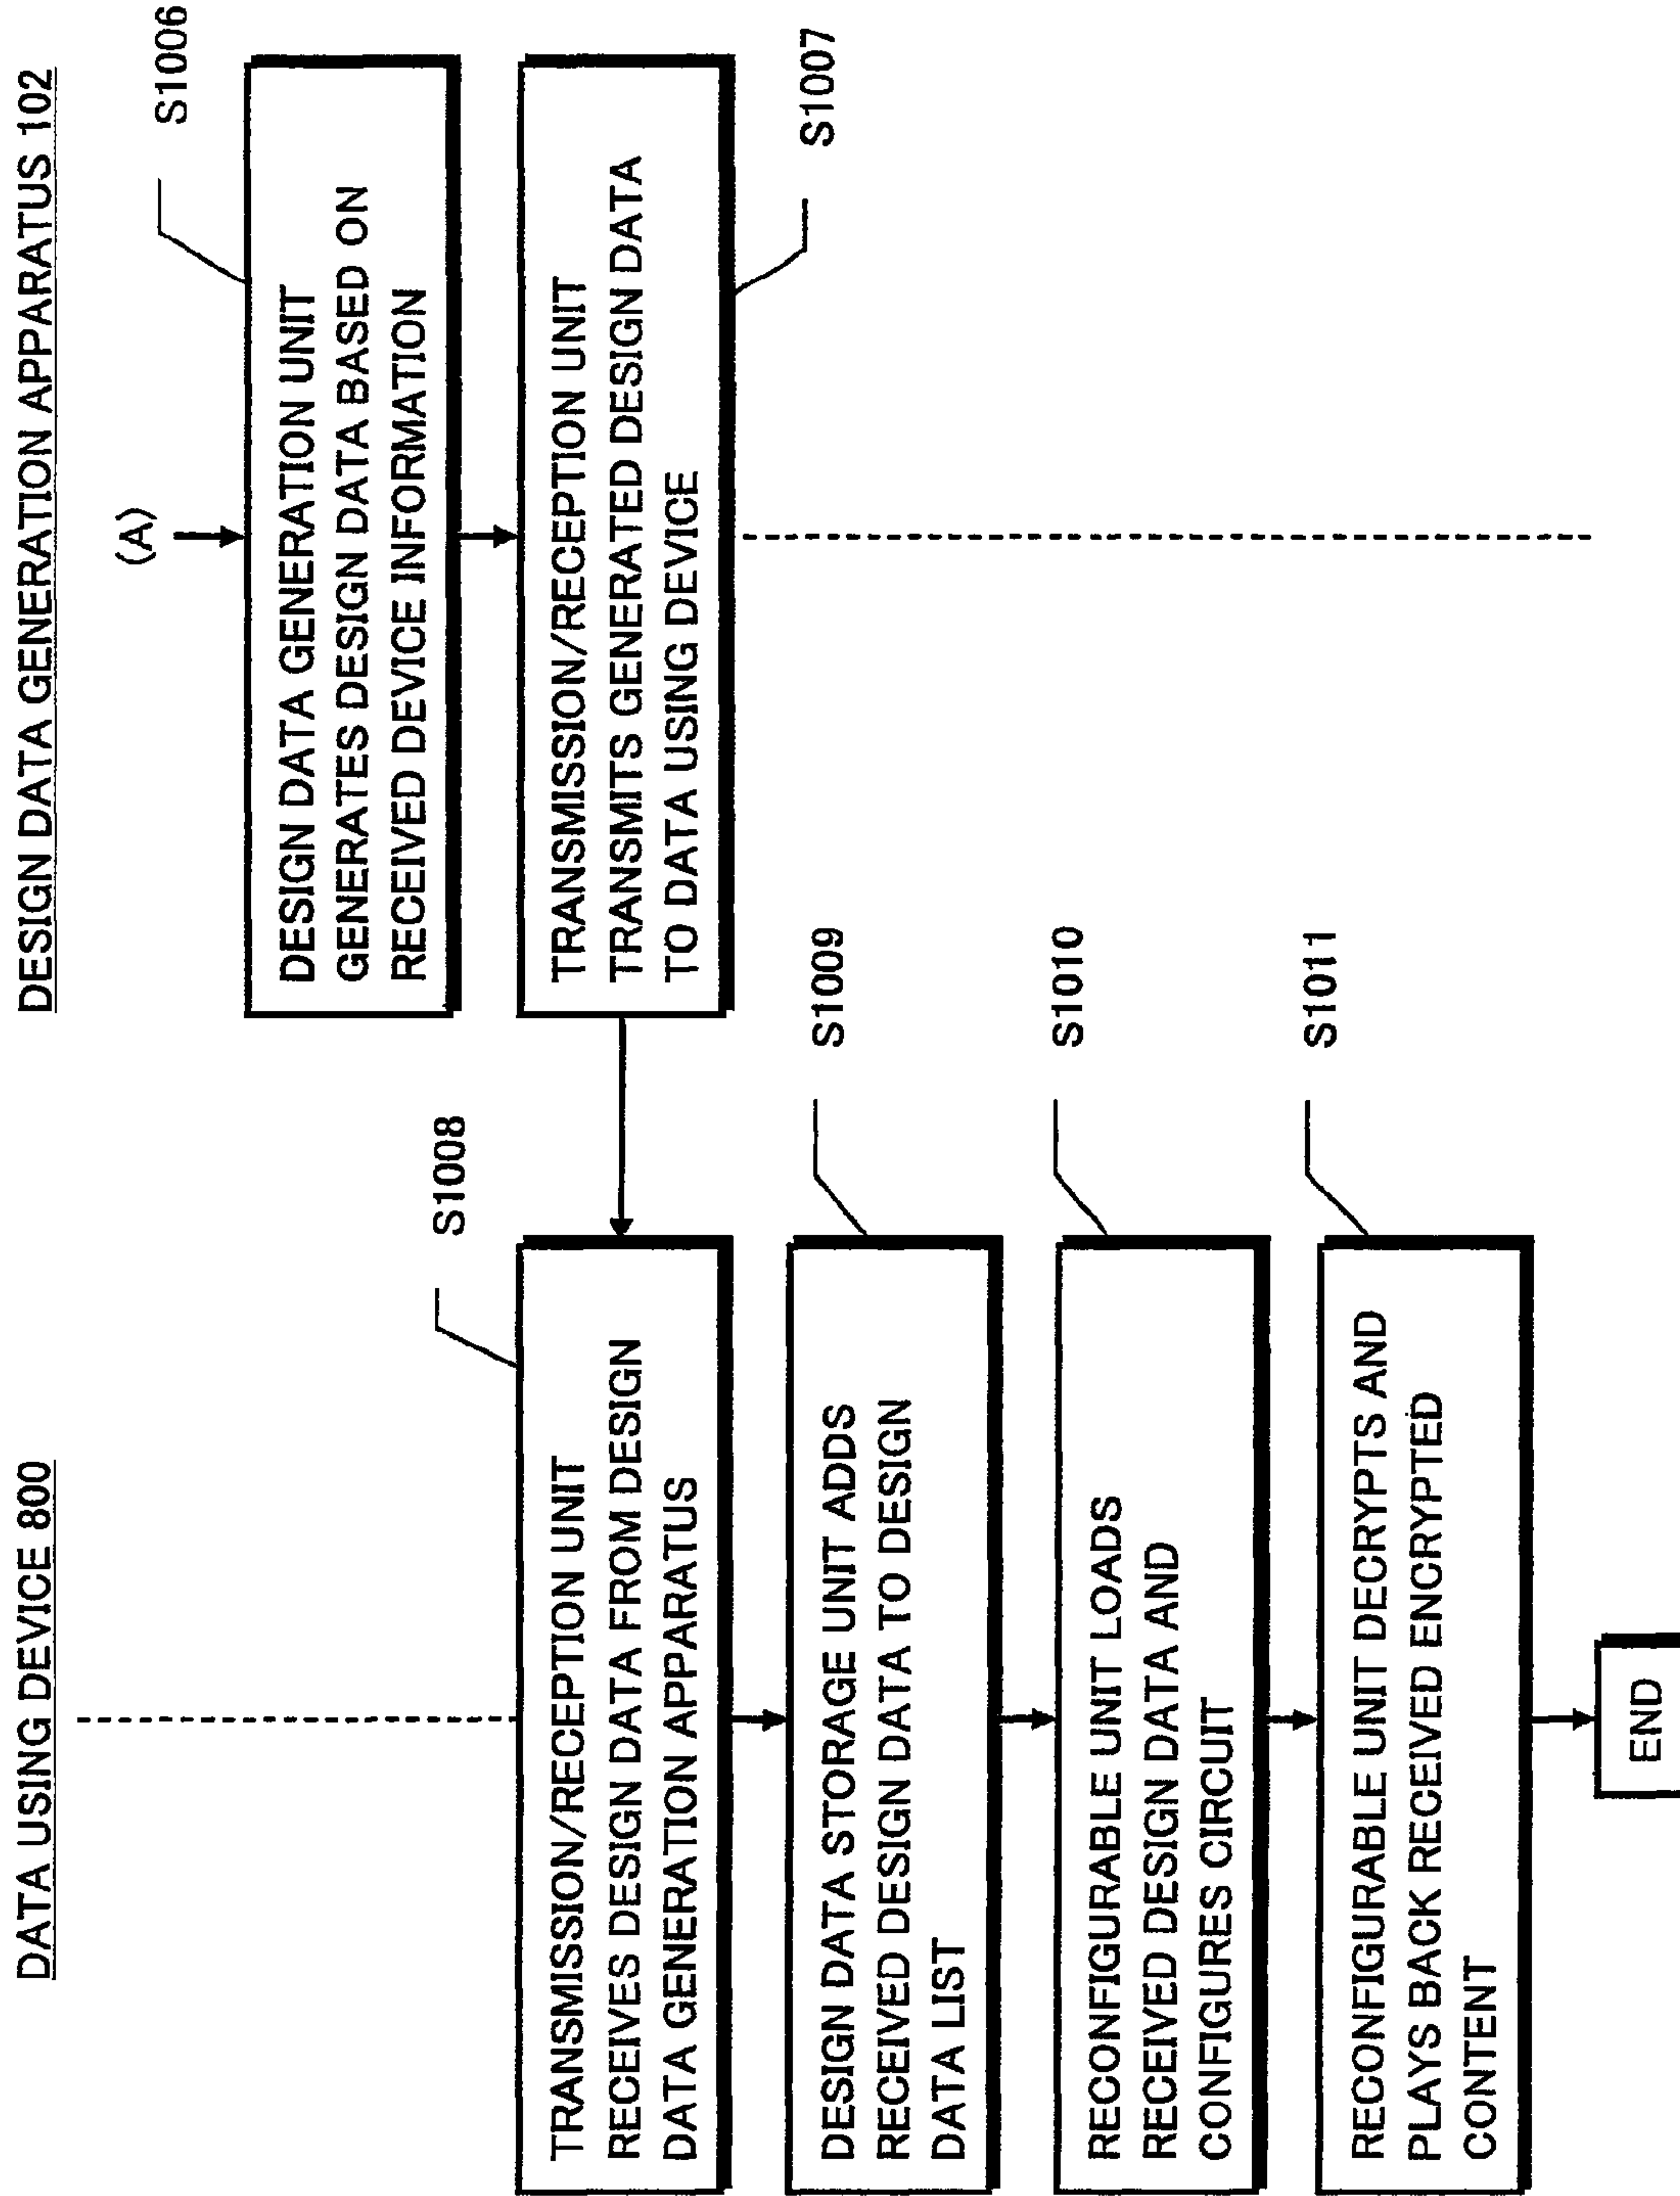 DATA USING DEVICE 800
DESIGN DATA GENERATION APPARATUS 102
(A)
S1006
DESIGN DATA GENERATION UNIT
GENERATES DESIGN DATA BASED ON
RECEIVED DEVICE INFORMATION
S1007
TRANSMISSION/RECEPTION UNIT
TRANSMITS GENERATED DESIGN DATA
TO DATA USING DEVICE
S1008
TRANSMISSION/RECEPTION UNIT
RECEIVES DESIGN DATA FROM DESIGN
DATA GENERATION APPARATUS
S1009
DESIGN DATA STORAGE UNIT ADDS
RECEIVED DESIGN DATA TO DESIGN
DATA LIST
S1010
RECONFIGURABLE UNIT LOADS
RECEIVED DESIGN DATA AND
CONFIGURES CIRCUIT
S1011
RECONFIGURABLE UNIT DECRYPTS AND
PLAYS BACK RECEIVED ENCRYPTED
CONTENT
END